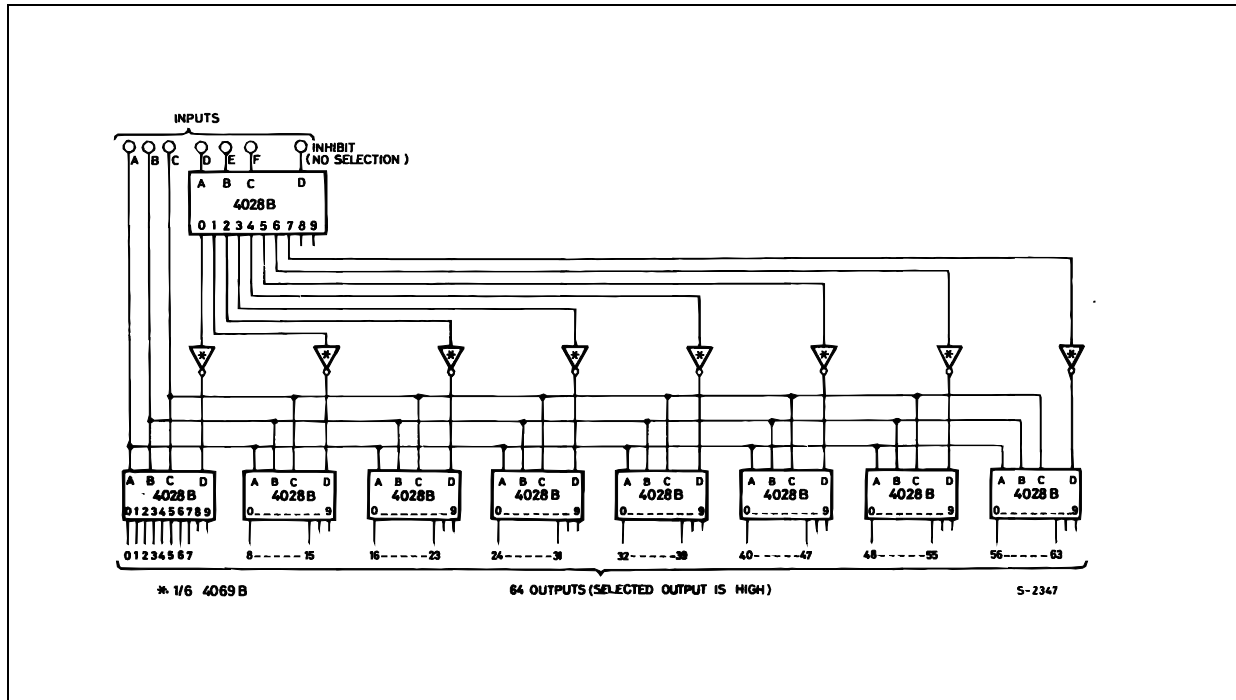 INPUTS
A B C D E F INHIBIT
(NO SELECTION)
A B C D
4028B
0 1 2 3 4 5 6 7 8 9
* * * * * * * *
A B C D A B C D A B C D A B C D A B C D A B C D A B C D A B C D
4028B 4028B 4028B 4028B 4028B 4028B 4028B 4028B
0 1 2 3 4 5 6 7 8 9 0------9 0------9 0------9 0------9 0------9 0------9 0------9
0 1 2 3 4 5 6 7 8-----15 16-----23 24-----31 32-----39 40-----47 48-----55 56-----63
* 1/6 4069B 64 OUTPUTS (SELECTED OUTPUT IS HIGH) S-2347